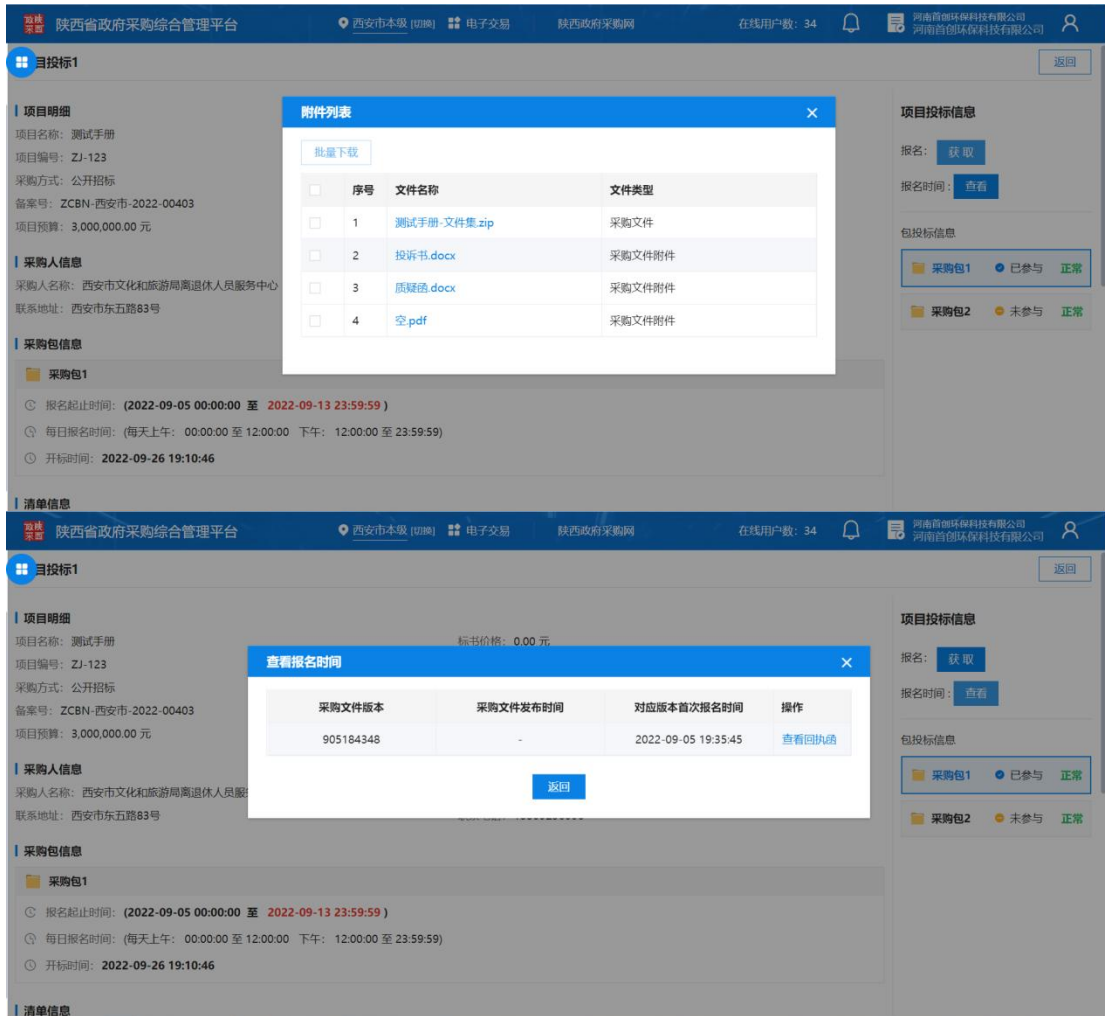 陕西省政府采购综合管理平台 西安市本级 [切换] 电子交易 陕西政府采购网 在线用户数：34 河南首创环保科技有限公司
河南首创环保科技有限公司
目投标1 返回
项目明细 附件列表 项目投标信息
项目名称：测试手册
项目编号：ZJ-123 批量下载 报名： 获取
采购方式：公开招标
备案号：ZCBN-西安市-2022-00403 序号 文件名称 文件类型 报名时间： 查看
项目预算：3,000,000.00 元 1 测试手册-文件集.zip 采购文件
包投标信息
采购人信息 2 投诉书.docx 采购文件附件
采购包1 已参与 正常
采购人名称：西安市文化和旅游局离退休人员服务中心 3 质疑函.docx 采购文件附件
联系地址：西安市东五路83号 4 空.pdf 采购文件附件 采购包2 未参与 正常
采购包信息
采购包1
报名起止时间：(2022-09-05 00:00:00 至 2022-09-13 23:59:59 )
每日报名时间：(每天上午： 00:00:00 至 12:00:00 下午： 12:00:00 至 23:59:59)
开标时间：2022-09-26 19:10:46
清单信息
陕西省政府采购综合管理平台 西安市本级 [切换] 电子交易 陕西政府采购网 在线用户数：34 河南首创环保科技有限公司
河南首创环保科技有限公司
目投标1 返回
项目明细 项目投标信息
项目名称：测试手册 标书价格：0.00 元
项目编号：ZJ-123 查看报名时间 报名： 获取
采购方式：公开招标
备案号：ZCBN-西安市-2022-00403 采购文件版本 采购文件发布时间 对应版本首次报名时间 操作 报名时间： 查看
项目预算：3,000,000.00 元 905184348 - 2022-09-05 19:35:45 查看回执函
包投标信息
采购人信息 采购包1 已参与 正常
采购人名称：西安市文化和旅游局离退休人员服 返回
联系地址：西安市东五路83号 采购包2 未参与 正常
采购包信息
采购包1
报名起止时间：(2022-09-05 00:00:00 至 2022-09-13 23:59:59 )
每日报名时间：(每天上午： 00:00:00 至 12:00:00 下午： 12:00:00 至 23:59:59)
开标时间：2022-09-26 19:10:46
清单信息